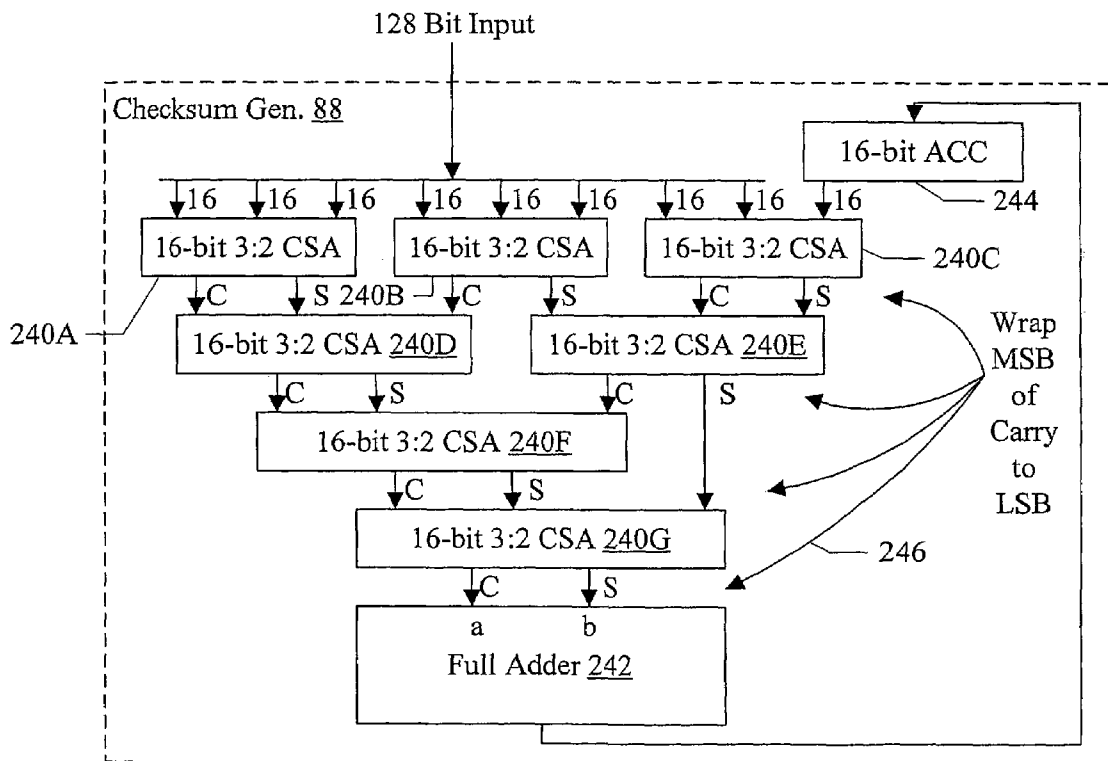 128 Bit Input
Checksum Gen. 88
16-bit ACC
244
16 16 16 16 16 16 16 16 16
16-bit 3:2 CSA
16-bit 3:2 CSA
16-bit 3:2 CSA
240C
C S 240B C S C S
240A
16-bit 3:2 CSA 240D
16-bit 3:2 CSA 240E
Wrap
MSB
of
Carry
to
LSB
C S C S
16-bit 3:2 CSA 240F
C S
16-bit 3:2 CSA 240G
246
C S
a b
Full Adder 242